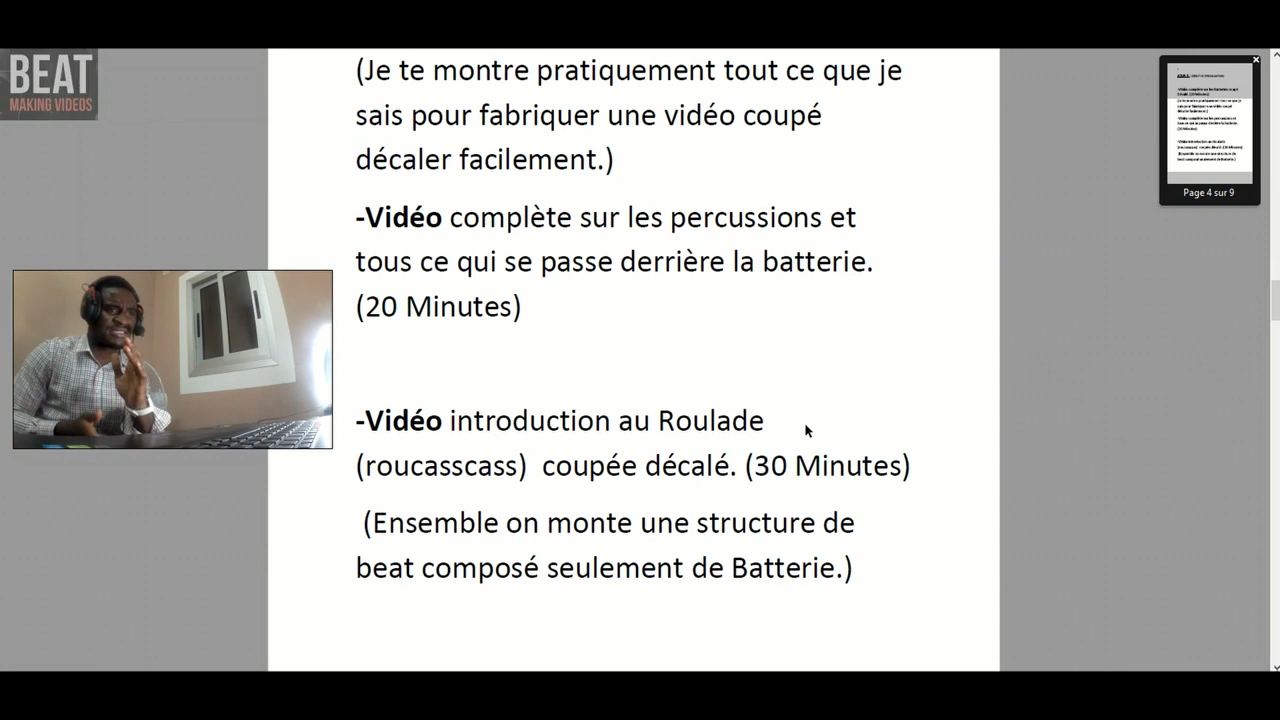 BEAT
MAKING VIDEOS
(Je te montre pratiquement tout ce que je
sais pour fabriquer une vidéo coupé
décaler facilement.)
-Vidéo complète sur les percussions et
tous ce qui se passe derrière la batterie.
(20 Minutes)
-Vidéo introduction au Roulade
(roucasscass)  coupée décalé. (30 Minutes)
(Ensemble on monte une structure de
beat composé seulement de Batterie.)
Page 4 sur 9